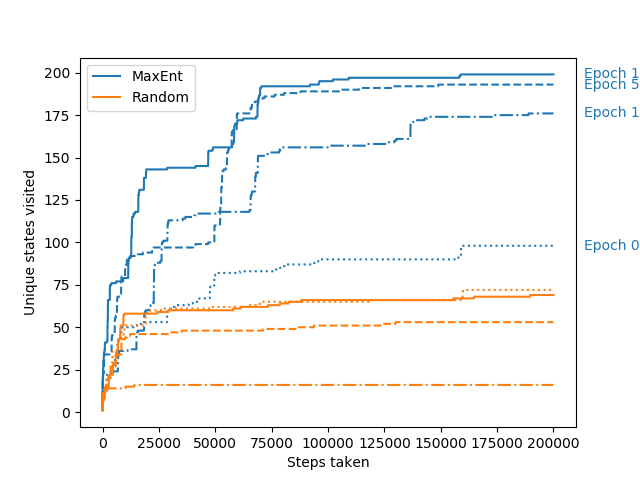 MaxEnt
Random
Epoch 1
Epoch 5
Epoch 1
Epoch 0
200
175
150
125
100
75
50
25
0
Unique states visited
0 25000 50000 75000 100000 125000 150000 175000 200000
Steps taken